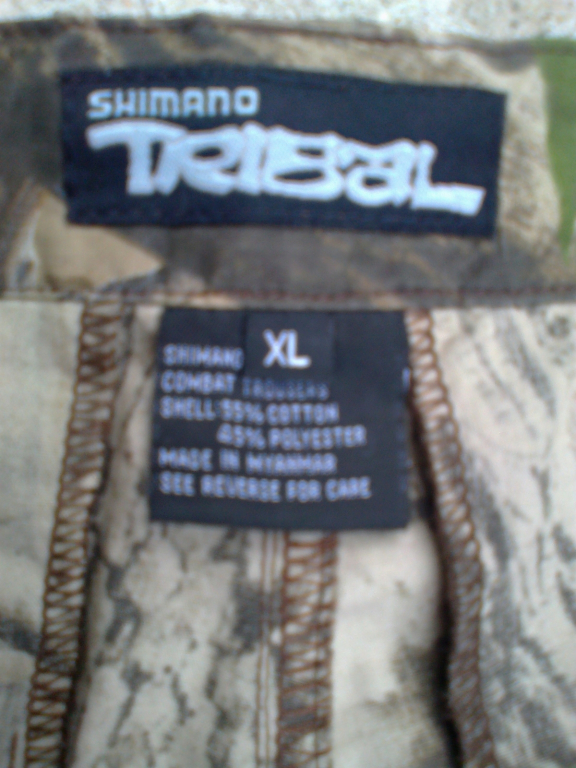 SHIMANO
TRIBAL
XL
SHIMANO
COMBAT TROUSERS
SHELL: 55% COTTON
45% POLYESTER
MADE IN MYANMAR
SEE REVERSE FOR CARE